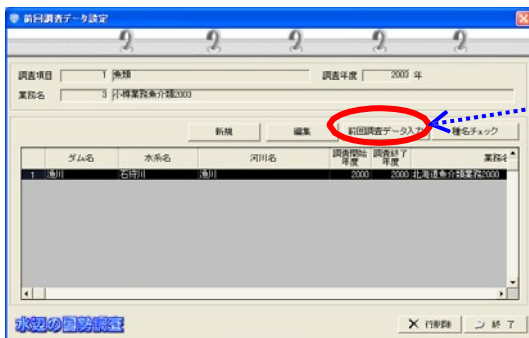 前回調査データ設定
調査項目 1 魚類 調査年度 2003 年
業務名 3 小樽業務魚介類2003
新規 編集 前回調査データ入力 種名チェック
ダム名 水系名 河川名 調査開始年度 調査終了年度 業務名
1 漁川 石狩川 漁川 2000 2000 北海道魚介類業務2000
水辺の国勢調査 行削除 終 了